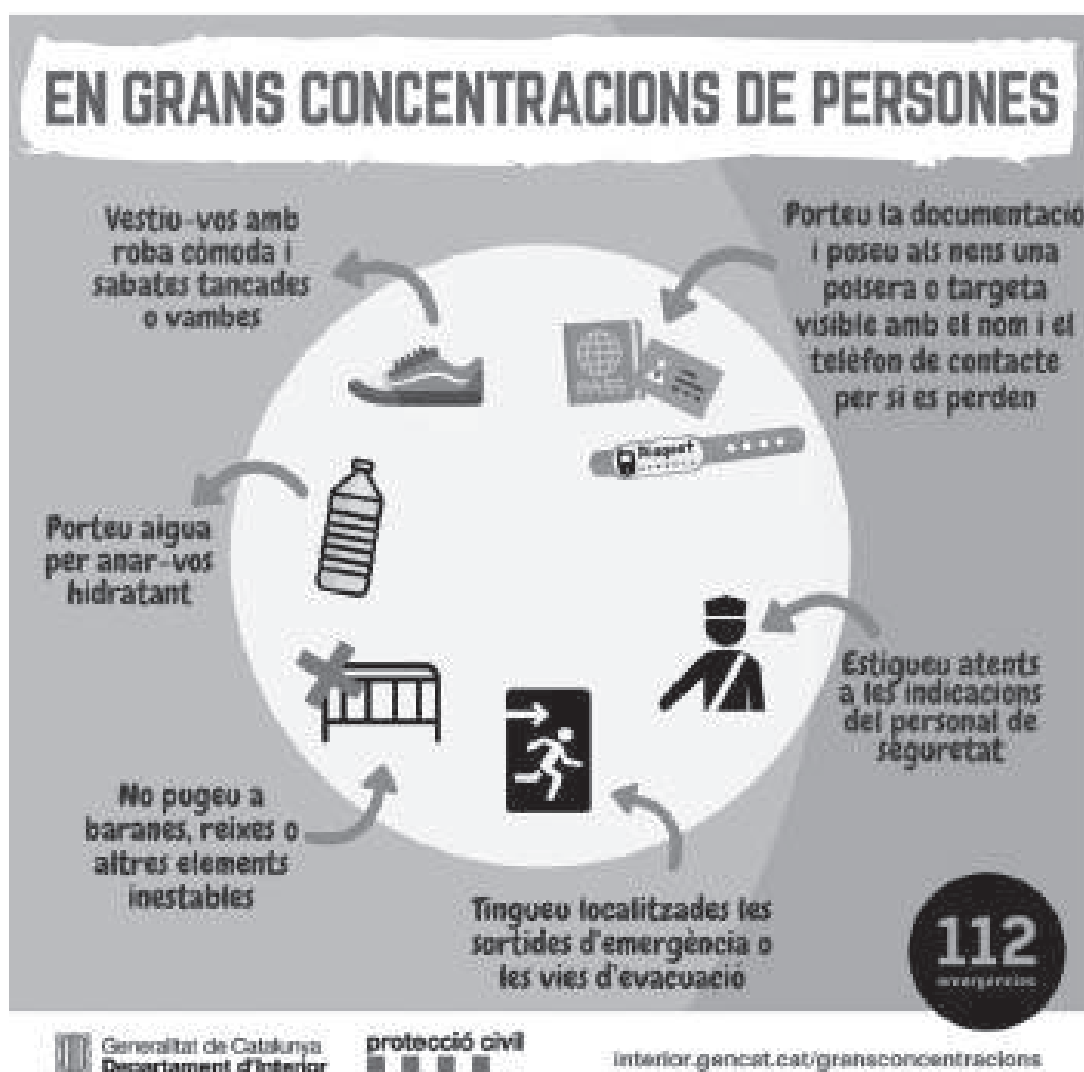 EN GRANS CONCENTRACIONS DE PERSONES
Vestiu-vos amb
roba còmoda i
sabates tancades
o vambes
Porteu la documentació
i poseu als nens una
polsera o targeta
visible amb el nom i el
telèfon de contacte
per si es perden
Porteu aigua
per anar-vos
hidratant
Estigueu atents
a les indicacions
del personal de
seguretat
No pugeu a
baranes, reixes o
altres elements
inestables
Tingueu localitzades les
sortides d'emergència o
les vies d'evacuació
112
emergències
Generalitat de Catalunya
Departament d'Interior
protecció civil
interior.gencat.cat/gransconcentracions